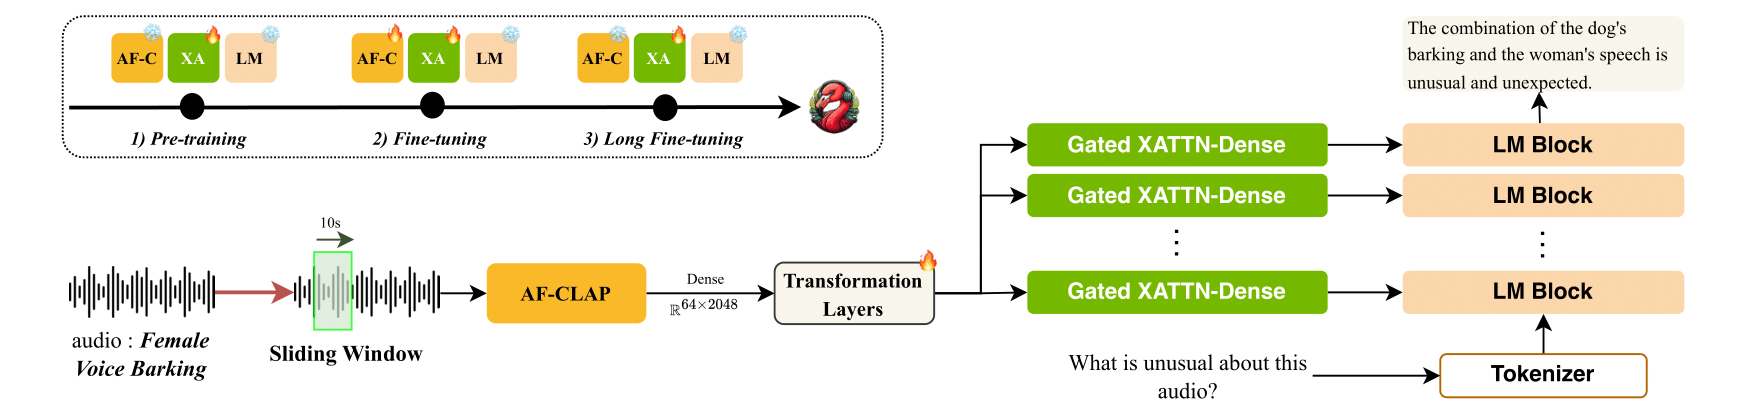 AF-C XA LM
AF-C XA LM
AF-C XA LM
1) Pre-training
2) Fine-tuning
3) Long Fine-tuning
audio : Female
Voice Barking
10s
Sliding Window
AF-CLAP
Dense
ℝ^64×2048
Transformation
Layers
Gated XATTN-Dense
Gated XATTN-Dense
⋮
Gated XATTN-Dense
The combination of the dog's
barking and the woman's speech is
unusual and unexpected.
LM Block
LM Block
⋮
LM Block
What is unusual about this
audio?
Tokenizer